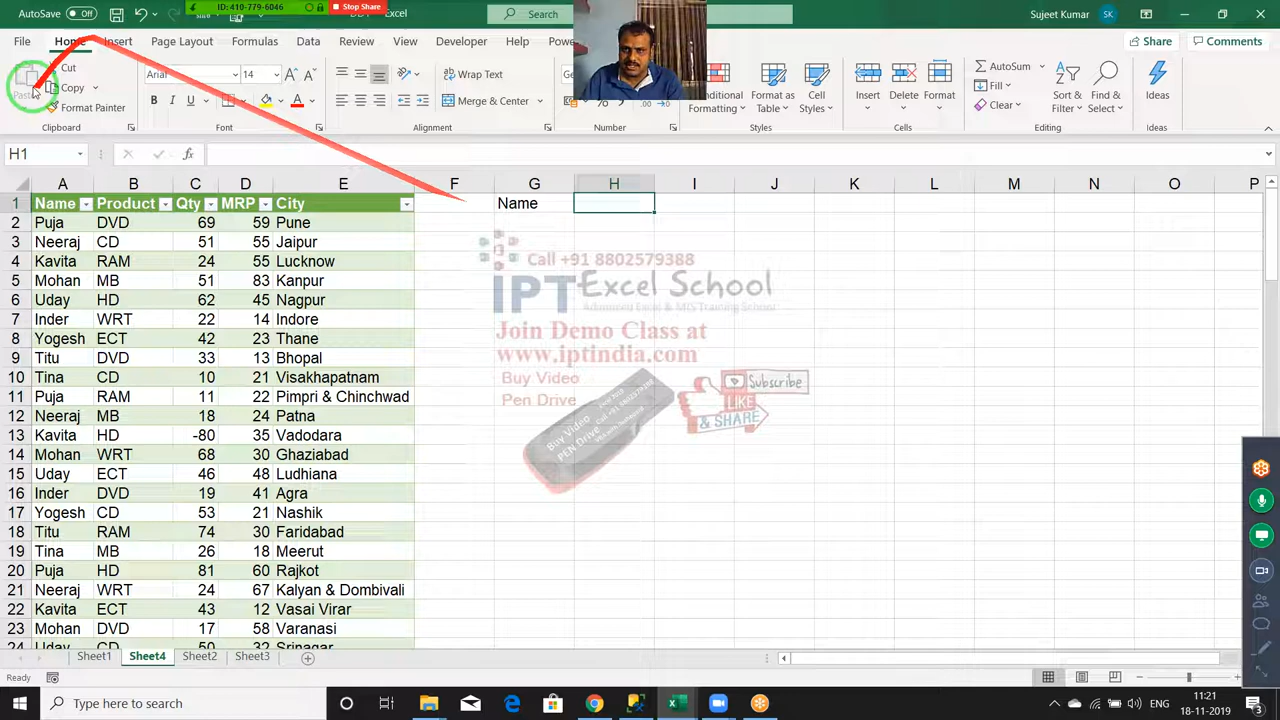 AutoSave Off
ID: 410-779-6046
Stop Share
Excel
Search
Sujeet Kumar
SK
File
Home
Insert
Page Layout
Formulas
Data
Review
View
Developer
Help
Share
Comments
Paste
Cut
Copy
Format Painter
Clipboard
Arial
14
B
I
U
Font
Wrap Text
Merge & Center
Alignment
%
Number
Conditional Formatting
Format as Table
Cell Styles
Styles
Insert
Delete
Format
Cells
AutoSum
Fill
Clear
Sort & Filter
Find & Select
Editing
Ideas
Ideas
H1
fx
A B C D E F G H I J K L M N O P
1 Name Product Qty MRP City Name
2 Puja DVD 69 59 Pune
3 Neeraj CD 51 55 Jaipur
4 Kavita RAM 24 55 Lucknow
5 Mohan MB 51 83 Kanpur
6 Uday HD 62 45 Nagpur
7 Inder WRT 22 14 Indore
8 Yogesh ECT 42 23 Thane
9 Titu DVD 33 13 Bhopal
10 Tina CD 10 21 Visakhapatnam
11 Puja RAM 11 22 Pimpri & Chinchwad
12 Neeraj MB 18 24 Patna
13 Kavita HD -80 35 Vadodara
14 Mohan WRT 68 30 Ghaziabad
15 Uday ECT 46 48 Ludhiana
16 Inder DVD 19 41 Agra
17 Yogesh CD 53 21 Nashik
18 Titu RAM 74 30 Faridabad
19 Tina MB 26 18 Meerut
20 Puja HD 81 60 Rajkot
21 Neeraj WRT 24 67 Kalyan & Dombivali
22 Kavita ECT 43 12 Vasai Virar
23 Mohan DVD 17 58 Varanasi
24 Uday CD 50 32 Srinagar
Call +91 8802579388
IPT Excel School
Advanced Excel & MIS Training School
Join Demo Class at
www.iptindia.com
Buy Video
Pen Drive
Buy Video
PEN Drive
Subscribe
LIKE
& SHARE
Sheet1
Sheet4
Sheet2
Sheet3
Ready
Type here to search
11:21
18-11-2019
3